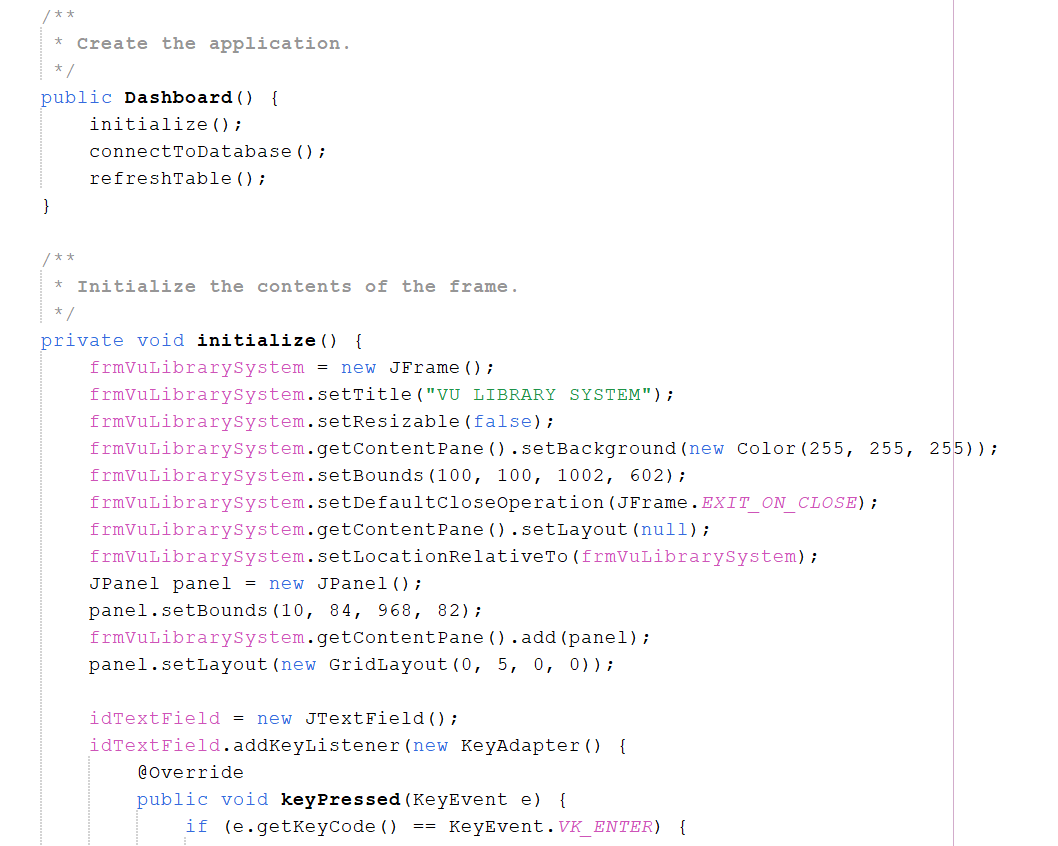 /**
 * Create the application.
 */
public Dashboard() {
    initialize();
    connectToDatabase();
    refreshTable();
}

/**
 * Initialize the contents of the frame.
 */
private void initialize() {
    frmVuLibrarySystem = new JFrame();
    frmVuLibrarySystem.setTitle("VU LIBRARY SYSTEM");
    frmVuLibrarySystem.setResizable(false);
    frmVuLibrarySystem.getContentPane().setBackground(new Color(255, 255, 255));
    frmVuLibrarySystem.setBounds(100, 100, 1002, 602);
    frmVuLibrarySystem.setDefaultCloseOperation(JFrame.EXIT_ON_CLOSE);
    frmVuLibrarySystem.getContentPane().setLayout(null);
    frmVuLibrarySystem.setLocationRelativeTo(frmVuLibrarySystem);
    JPanel panel = new JPanel();
    panel.setBounds(10, 84, 968, 82);
    frmVuLibrarySystem.getContentPane().add(panel);
    panel.setLayout(new GridLayout(0, 5, 0, 0));

    idTextField = new JTextField();
    idTextField.addKeyListener(new KeyAdapter() {
        @Override
        public void keyPressed(KeyEvent e) {
            if (e.getKeyCode() == KeyEvent.VK_ENTER) {